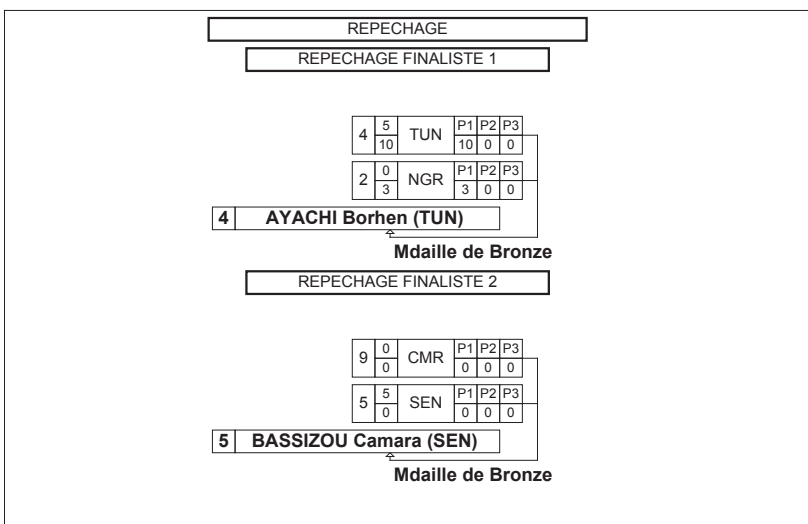 REPECHAGE
REPECHAGE FINALISTE 1
4 5 TUN P1 P2 P3
10 10 0 0
2 0 NGR P1 P2 P3
3 3 0 0
4 AYACHI Borhen (TUN)
Mdaille de Bronze
REPECHAGE FINALISTE 2
9 0 CMR P1 P2 P3
0 0 0 0
5 5 SEN P1 P2 P3
0 0 0 0
5 BASSIZOU Camara (SEN)
Mdaille de Bronze